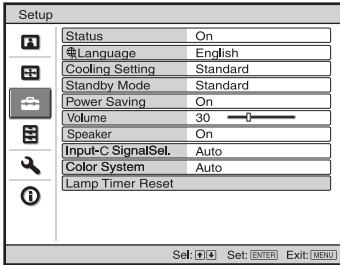 Setup
Status On
Language English
Cooling Setting Standard
Standby Mode Standard
Power Saving On
Volume 30
Speaker On
Input-C SignalSel. Auto
Color System Auto
Lamp Timer Reset
Sel: Set: ENTER Exit: MENU